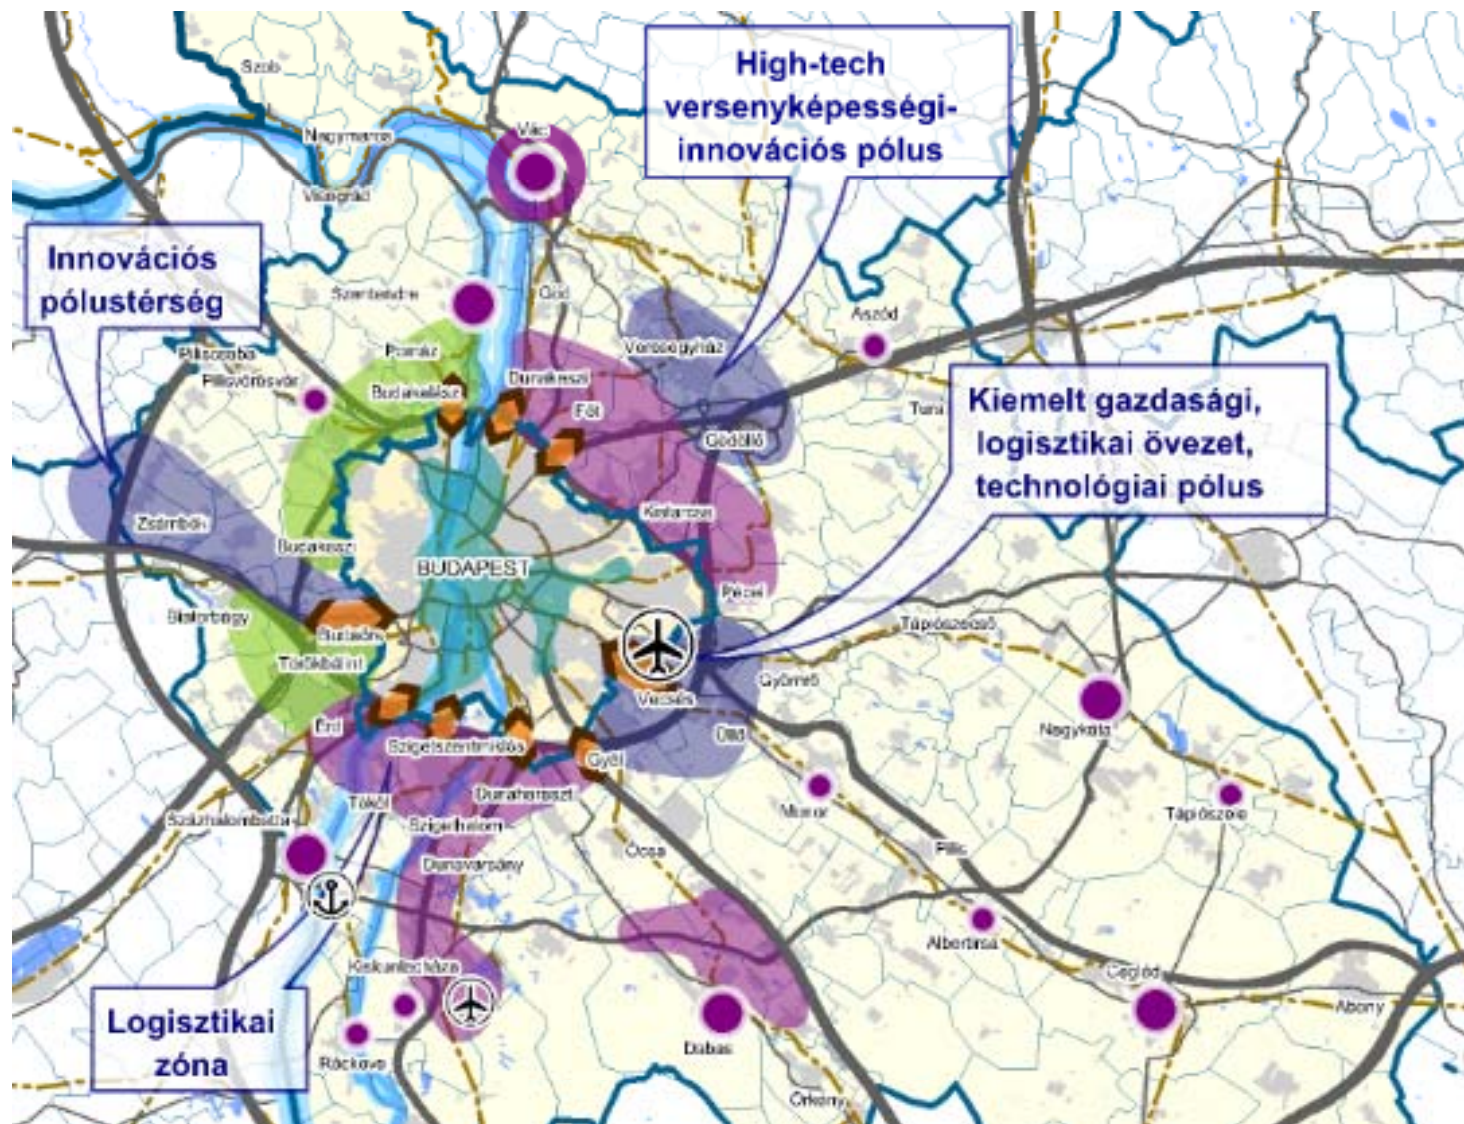 High-tech
versenyképességi-
innovációs pólus
Szob
Vác
Nagymaros
Visegrád
Innovációs
pólustérség
Szentendre
Göd
Aszód
Veresegyház
Piliscsaba
Pomáz
Pilisvörösvár
Budakalász
Dunakeszi
Fót
Tura
Gödöllő
Kiemelt gazdasági,
logisztikai övezet,
technológiai pólus
Kistarcsa
Zsámbék
Budakeszi
BUDAPEST
Pécel
Biatorbágy
Budaörs
Tápiószecső
Törökbálint
Gyömrő
Vecsés
Nagykáta
Érd
Üllő
Szigetszentmiklós
Gyál
Dunaharaszti
Tököl
Monor
Tápiószele
Százhalombatta
Szigethalom
Ócsa
Pilis
Dunavarsány
Albertirsa
Kiskunlacháza
Cegléd
Abony
Logisztikai
zóna
Ráckeve
Dabas
Örkény